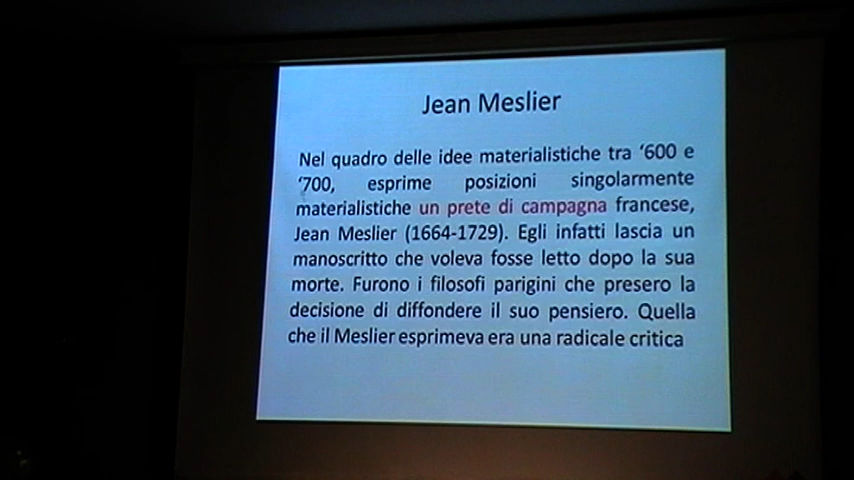 Jean Meslier
Nel quadro delle idee materialistiche tra ‘600 e
‘700, esprime posizioni singolarmente
materialistiche un prete di campagna francese,
Jean Meslier (1664-1729). Egli infatti lascia un
manoscritto che voleva fosse letto dopo la sua
morte. Furono i filosofi parigini che presero la
decisione di diffondere il suo pensiero. Quella
che il Meslier esprimeva era una radicale critica